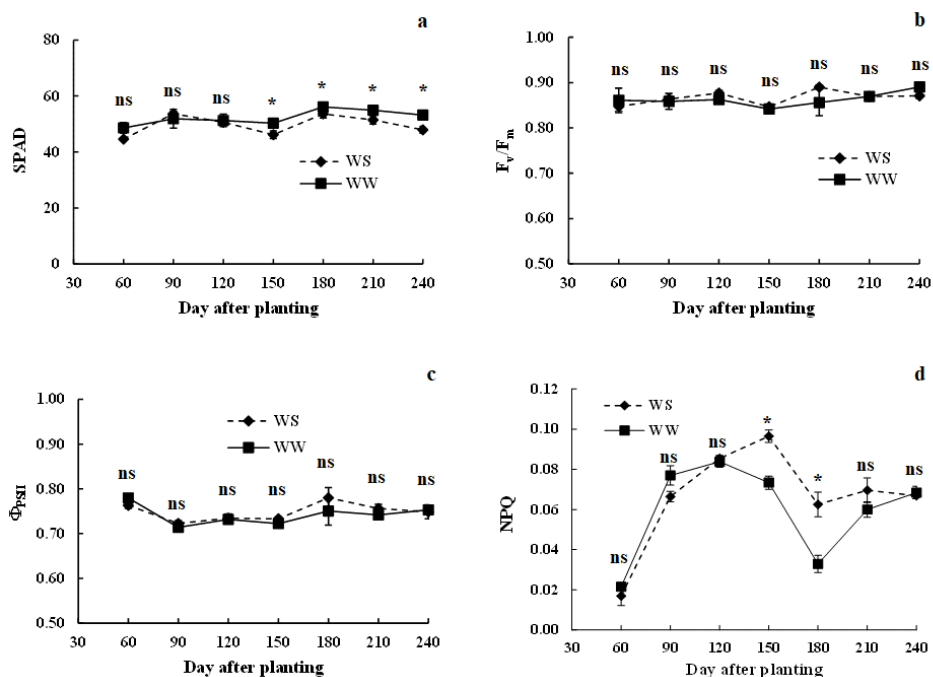 a
80
60
40
20
0
SPAD
ns
ns
ns
*
*
*
*
WS
WW
30 60 90 120 150 180 210 240
Day after planting
b
1.00
0.90
0.80
0.70
0.60
0.50
Fv/Fm
ns
ns
ns
ns
ns
ns
ns
WS
WW
30 60 90 120 150 180 210 240
Day after planting
c
1.00
0.90
0.80
0.70
0.60
0.50
ΦPSII
WS
WW
ns
ns
ns
ns
ns
ns
ns
30 60 90 120 150 180 210 240
Day after planting
d
0.12
0.10
0.08
0.06
0.04
0.02
0.00
NPQ
WS
WW
ns
ns
ns
*
*
ns
ns
30 60 90 120 150 180 210 240
Day after planting